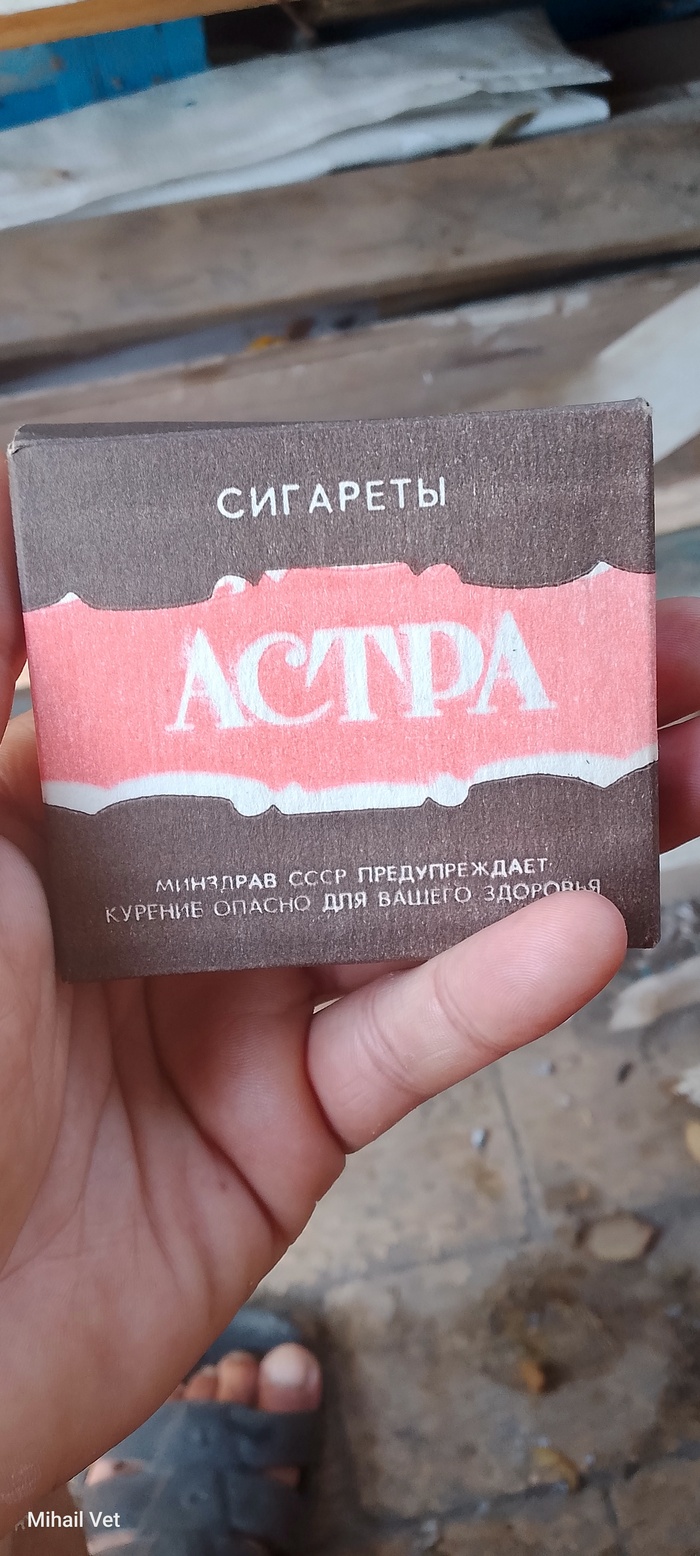 СИГАРЕТЫ
АСТРА
МИНЗДРАВ СССР ПРЕДУПРЕЖДАЕТ:
КУРЕНИЕ ОПАСНО ДЛЯ ВАШЕГО ЗДОРОВЬЯ
Mihail Vet